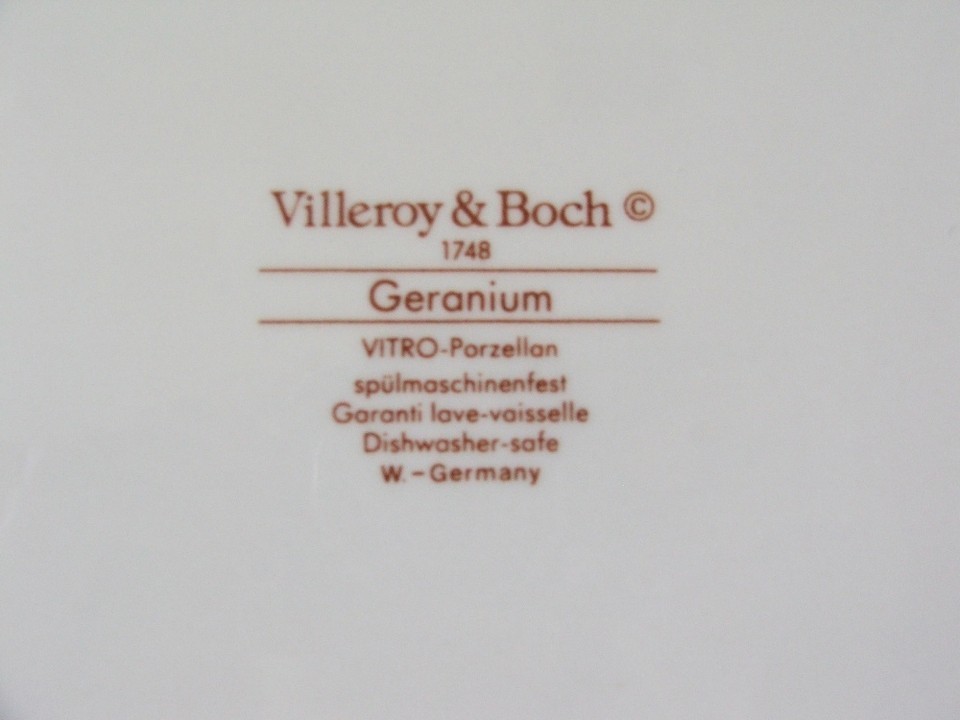 Villeroy & Boch ©
1748
Geranium
VITRO-Porzellan
spülmaschinenfest
Garanti lave-vaisselle
Dishwasher-safe
W.-Germany